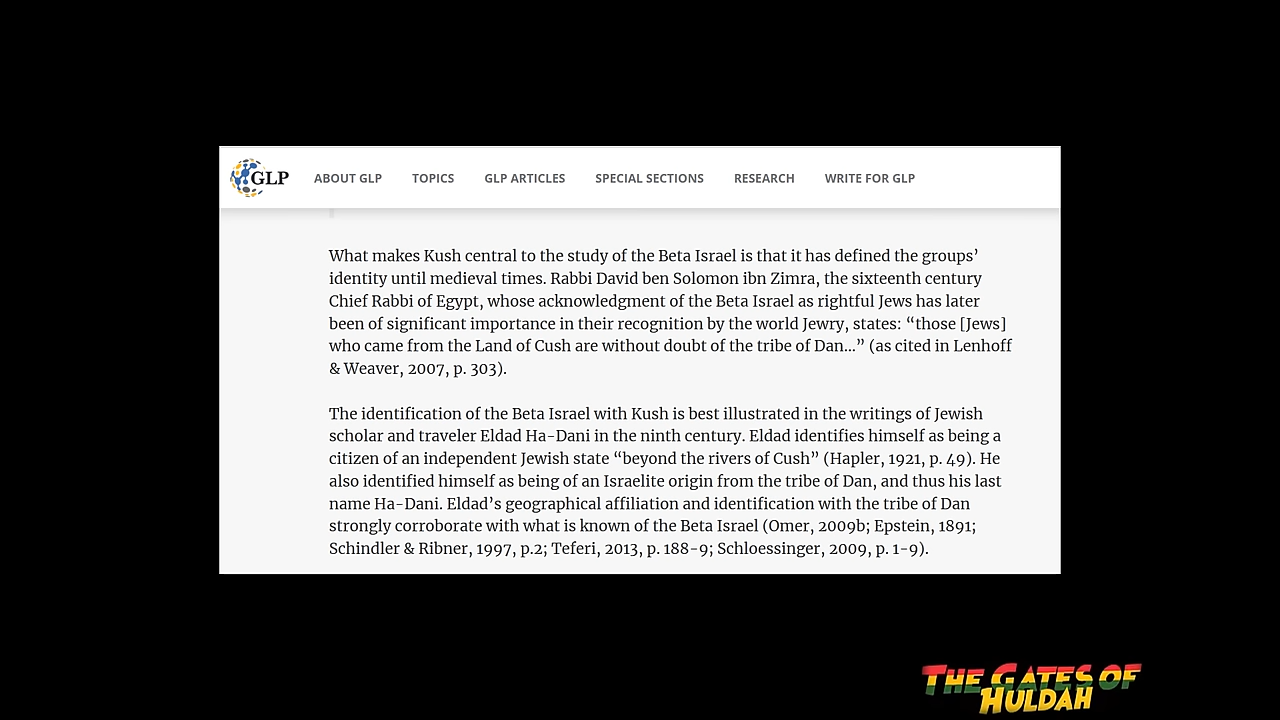 GLP ABOUT GLP TOPICS GLP ARTICLES SPECIAL SECTIONS RESEARCH WRITE FOR GLP
What makes Kush central to the study of the Beta Israel is that it has defined the groups’
identity until medieval times. Rabbi David ben Solomon ibn Zimra, the sixteenth century
Chief Rabbi of Egypt, whose acknowledgment of the Beta Israel as rightful Jews has later
been of significant importance in their recognition by the world Jewry, states: “those [Jews]
who came from the Land of Cush are without doubt of the tribe of Dan…” (as cited in Lenhoff
& Weaver, 2007, p. 303).
The identification of the Beta Israel with Kush is best illustrated in the writings of Jewish
scholar and traveler Eldad Ha-Dani in the ninth century. Eldad identifies himself as being a
citizen of an independent Jewish state “beyond the rivers of Cush” (Hapler, 1921, p. 49). He
also identified himself as being of an Israelite origin from the tribe of Dan, and thus his last
name Ha-Dani. Eldad’s geographical affiliation and identification with the tribe of Dan
strongly corroborate with what is known of the Beta Israel (Omer, 2009b; Epstein, 1891;
Schindler & Ribner, 1997, p.2; Teferi, 2013, p. 188-9; Schloessinger, 2009, p. 1-9).
THE GATES OF
HULDAH